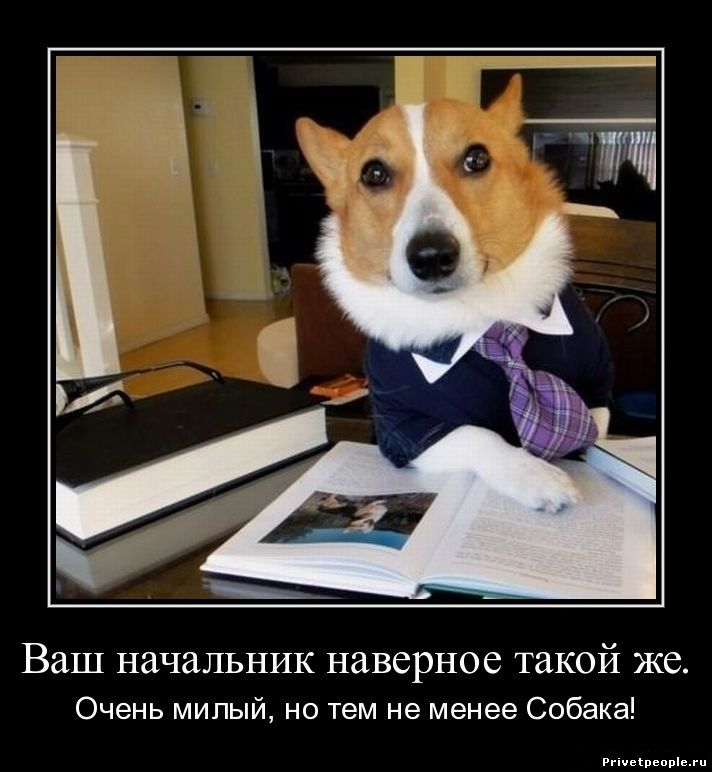 Ваш начальник наверное такой же.
Очень милый, но тем не менее Собака!
Privetpeople.ru